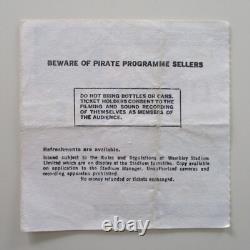 BEWARE OF PIRATE PROGRAMME SELLERS
DO NOT BRING BOTTLES OR CANS.
TICKET HOLDERS CONSENT TO THE
FILMING AND SOUND RECORDING
OF THEMSELVES AS MEMBERS OF
THE AUDIENCE.
Refreshments are available.
Issued subject to the Rules and Regulations of Wembley Stadium
Limited which are on display at the Stadium turnstiles. Copy available
on application to the Stadium Manager. Unauthorised cameras and
recording apparatus prohibited.
No money refunded or tickets exchanged.